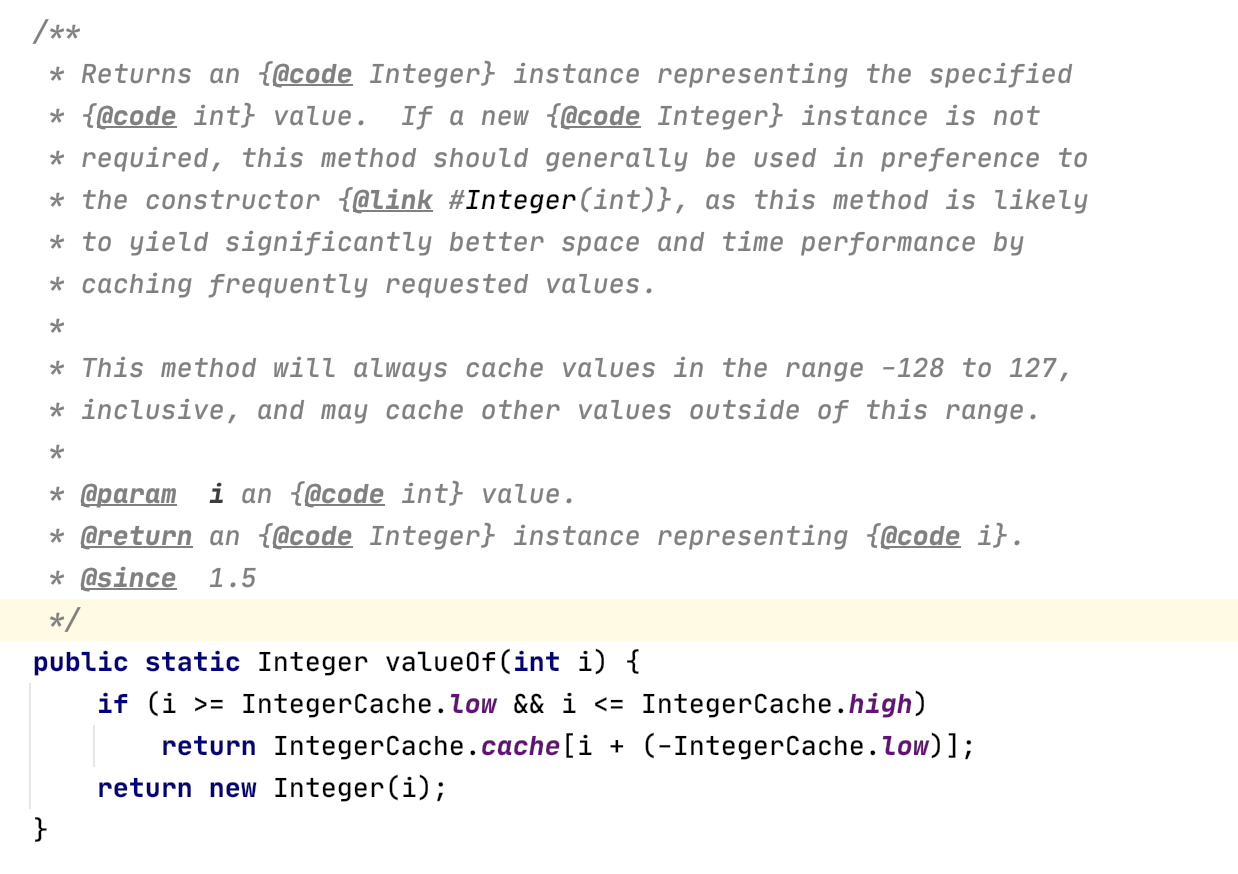 /**
 * Returns an {@code Integer} instance representing the specified
 * {@code int} value.  If a new {@code Integer} instance is not
 * required, this method should generally be used in preference to
 * the constructor {@link #Integer(int)}, as this method is likely
 * to yield significantly better space and time performance by
 * caching frequently requested values.
 *
 * This method will always cache values in the range -128 to 127,
 * inclusive, and may cache other values outside of this range.
 *
 * @param  i an {@code int} value.
 * @return an {@code Integer} instance representing {@code i}.
 * @since  1.5
 */
public static Integer valueOf(int i) {
    if (i >= IntegerCache.low && i <= IntegerCache.high)
        return IntegerCache.cache[i + (-IntegerCache.low)];
    return new Integer(i);
}